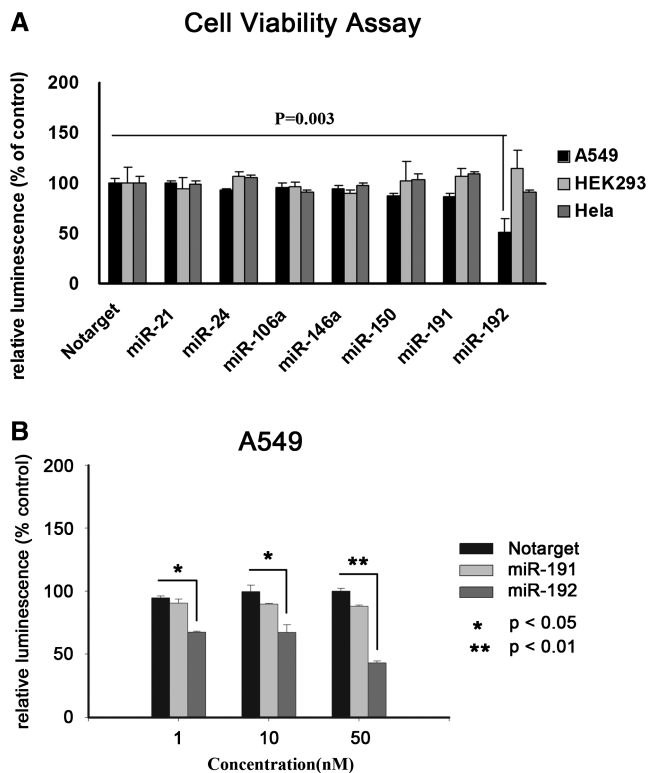 A
Cell Viability Assay
relative luminescence (% of control)
200
150
100
50
0
P=0.003
A549
HEK293
Hela
Notarget
miR-21
miR-24
miR-106a
miR-146a
miR-150
miR-191
miR-192
B
A549
relative luminescence (% control)
200
150
100
50
0
*
*
**
Notarget
miR-191
miR-192
* p < 0.05
** p < 0.01
1 10 50
Concentration(nM)